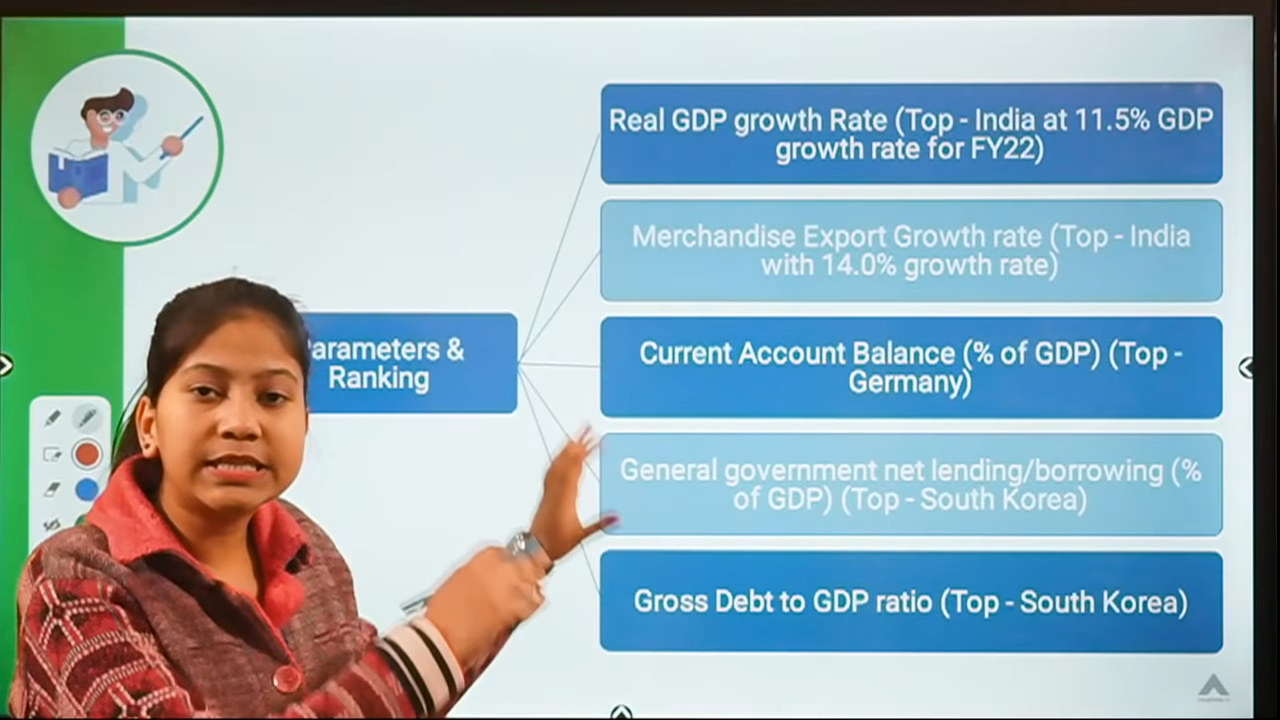 Real GDP growth Rate (Top - India at 11.5% GDP
growth rate for FY22)
Merchandise Export Growth rate (Top - India
with 14.0% growth rate)
arameters &
Ranking
Current Account Balance (% of GDP) (Top -
Germany)
General government net lending/borrowing (%
of GDP) (Top - South Korea)
Gross Debt to GDP ratio (Top - South Korea)